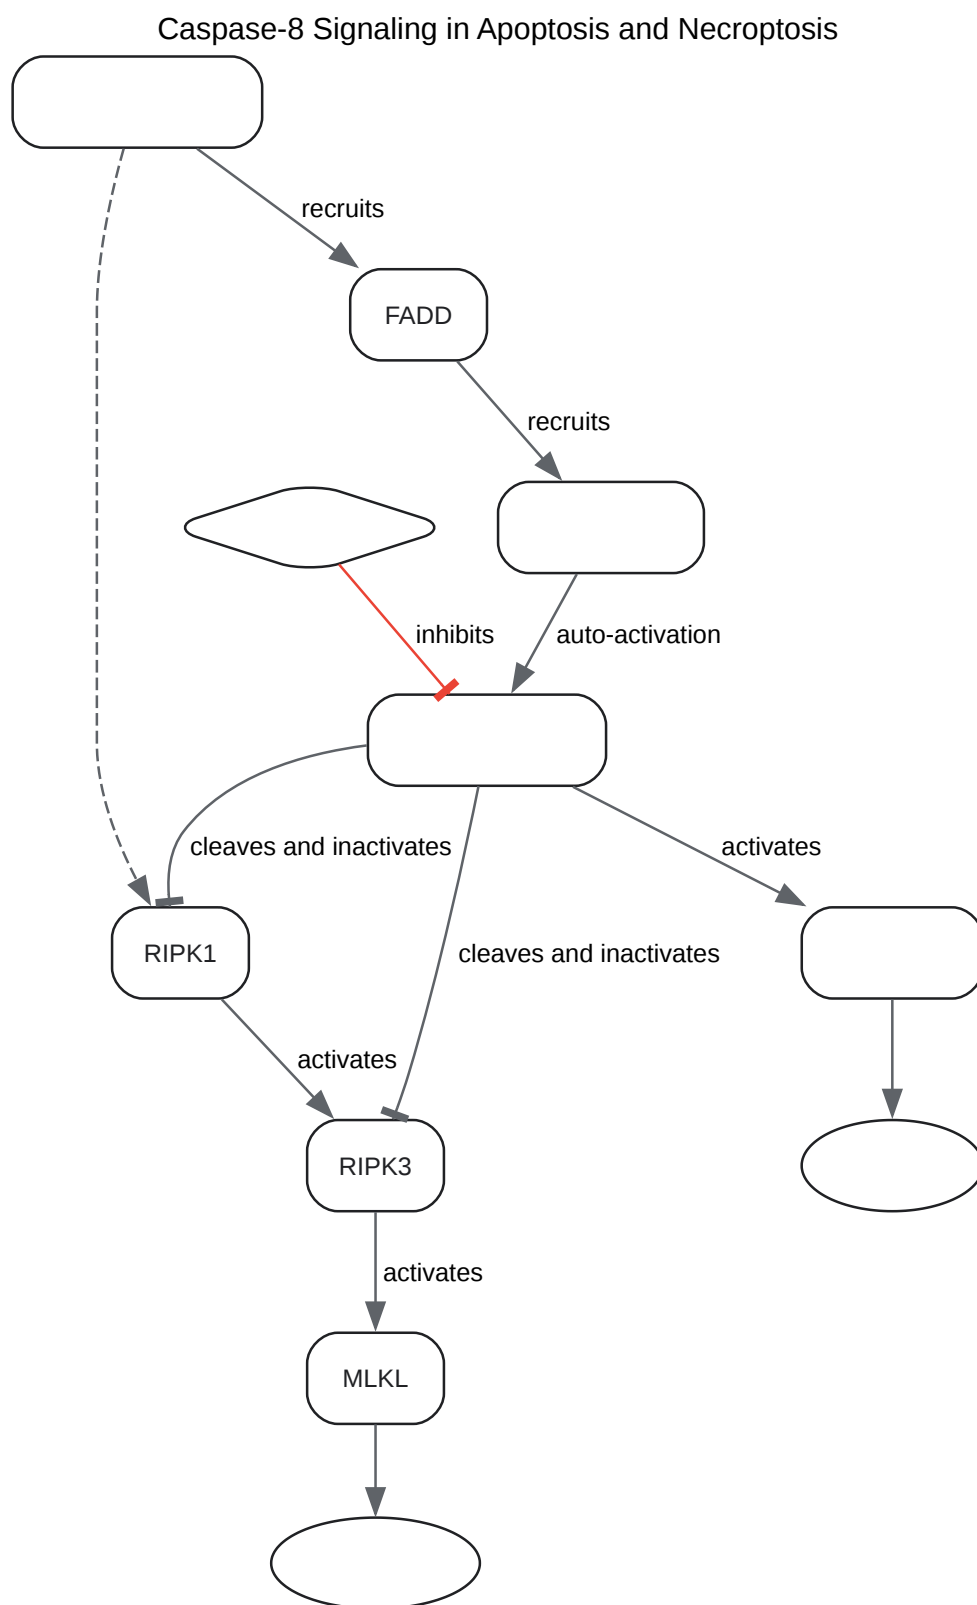 Caspase-8 Signaling in Apoptosis and Necroptosis
recruits
FADD
recruits
inhibits
auto-activation
cleaves and inactivates
activates
RIPK1
cleaves and inactivates
activates
RIPK3
activates
MLKL